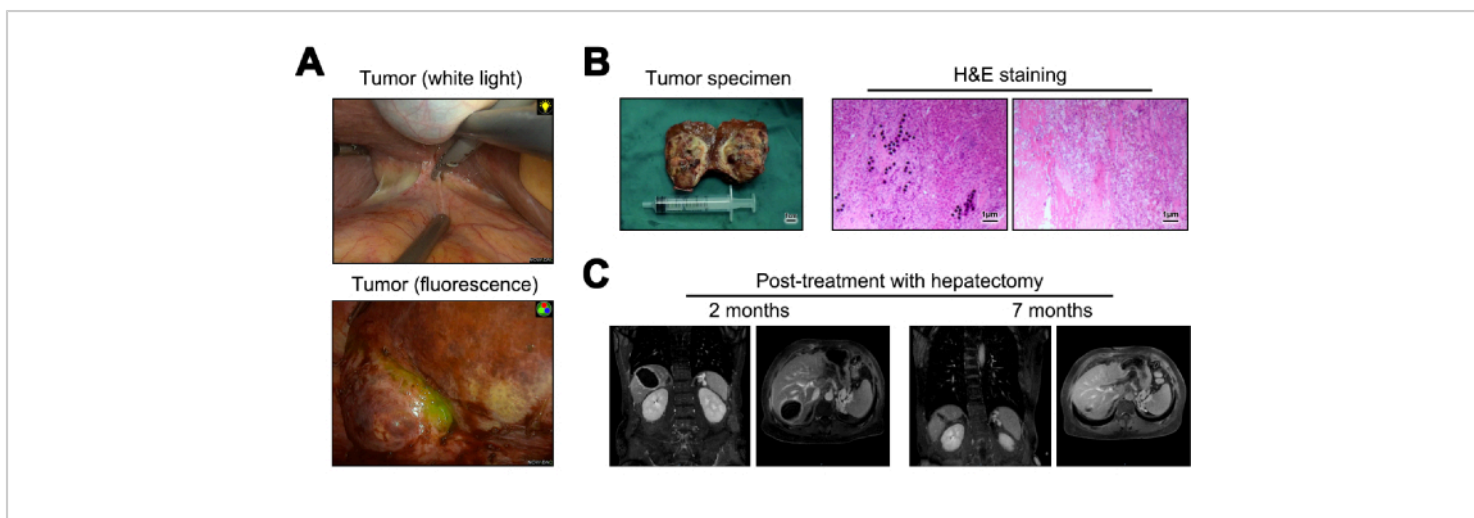 A
Tumor (white light)
Tumor (fluorescence)
B
Tumor specimen
H&E staining
1μm
1μm
C
Post-treatment with hepatectomy
2 months
7 months